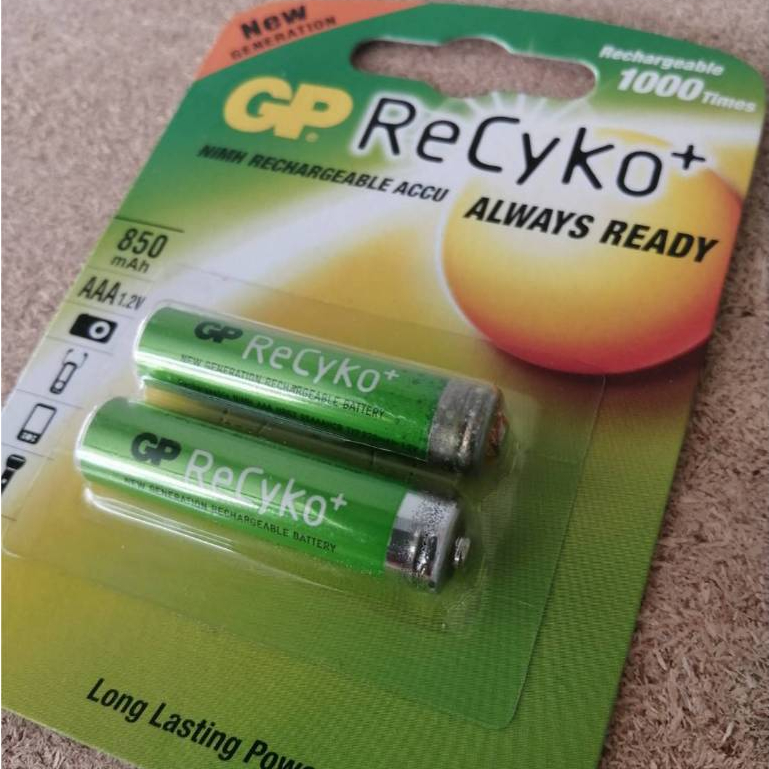 New
GENERATION
Rechargeable
1000 Times
GP ReCyko+
NiMH RECHARGEABLE ACCU
ALWAYS READY
850
mAh
AAA 1.2V
GP ReCyko+
NEW GENERATION RECHARGEABLE BATTERY
GP ReCyko+
NEW GENERATION RECHARGEABLE BATTERY
Long Lasting Power